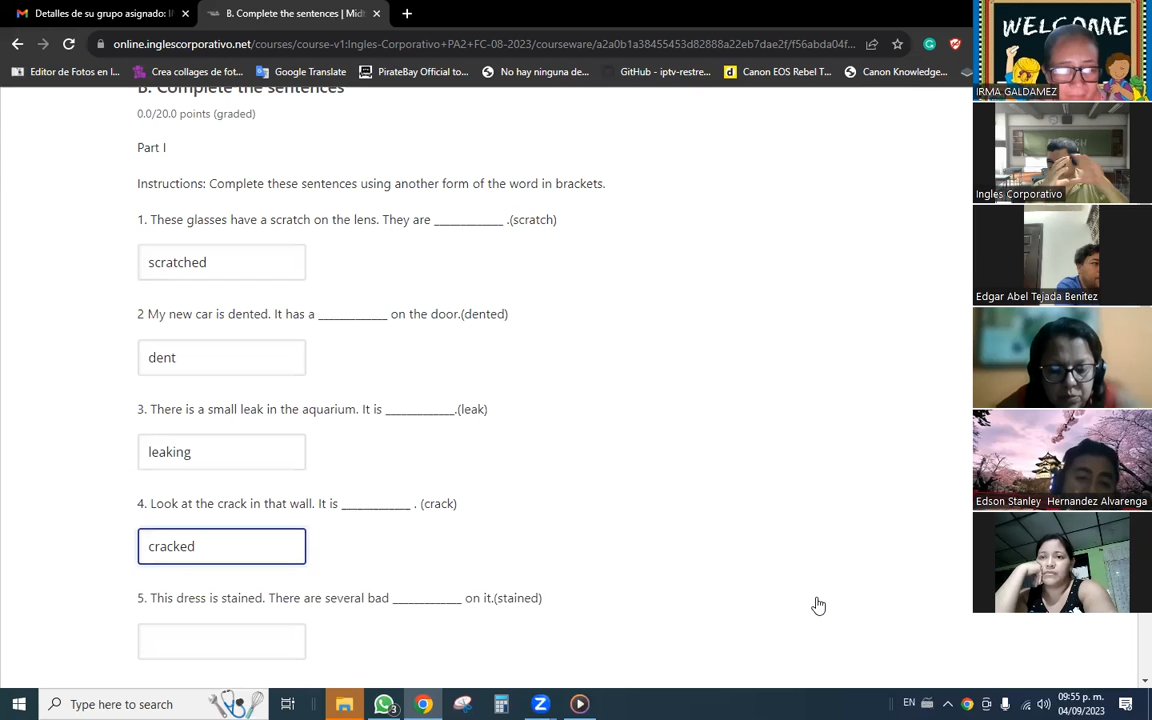 Detalles de su grupo asignado: I
B. Complete the sentences | Midt
online.inglescorporativo.net/courses/course-v1:Ingles-Corporativo+PA2+FC-08-2023/courseware/a2a0b1a38455453d82888a22eb7dae2f/f56abda04f...
Editor de Fotos en l...
Crea collages de fot...
Google Translate
PirateBay Official to...
No hay ninguna de...
GitHub - iptv-restre...
Canon EOS Rebel T...
Canon Knowledge...
B. Complete the sentences
0.0/20.0 points (graded)
Part I
Instructions: Complete these sentences using another form of the word in brackets.
1. These glasses have a scratch on the lens. They are ____________ .(scratch)
scratched
2 My new car is dented. It has a ____________ on the door.(dented)
dent
3. There is a small leak in the aquarium. It is ____________.(leak)
leaking
4. Look at the crack in that wall. It is ____________ . (crack)
cracked
5. This dress is stained. There are several bad ____________ on it.(stained)
WELCOME
IRMA GALDAMEZ
Ingles Corporativo
Edgar Abel Tejada Benitez
Edson Stanley Hernandez Alvarenga
Type here to search
3
EN
09:55 p. m.
04/09/2023